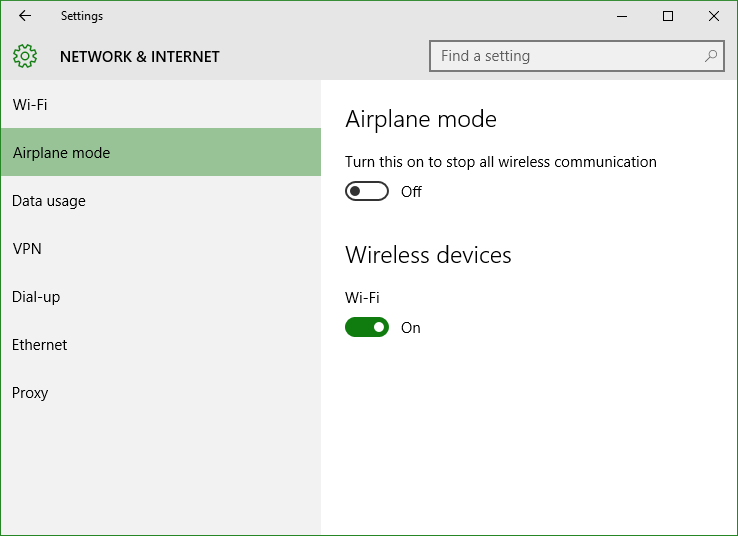 Settings
NETWORK & INTERNET
Find a setting
Wi-Fi
Airplane mode
Data usage
VPN
Dial-up
Ethernet
Proxy
Airplane mode
Turn this on to stop all wireless communication
Off
Wireless devices
Wi-Fi
On